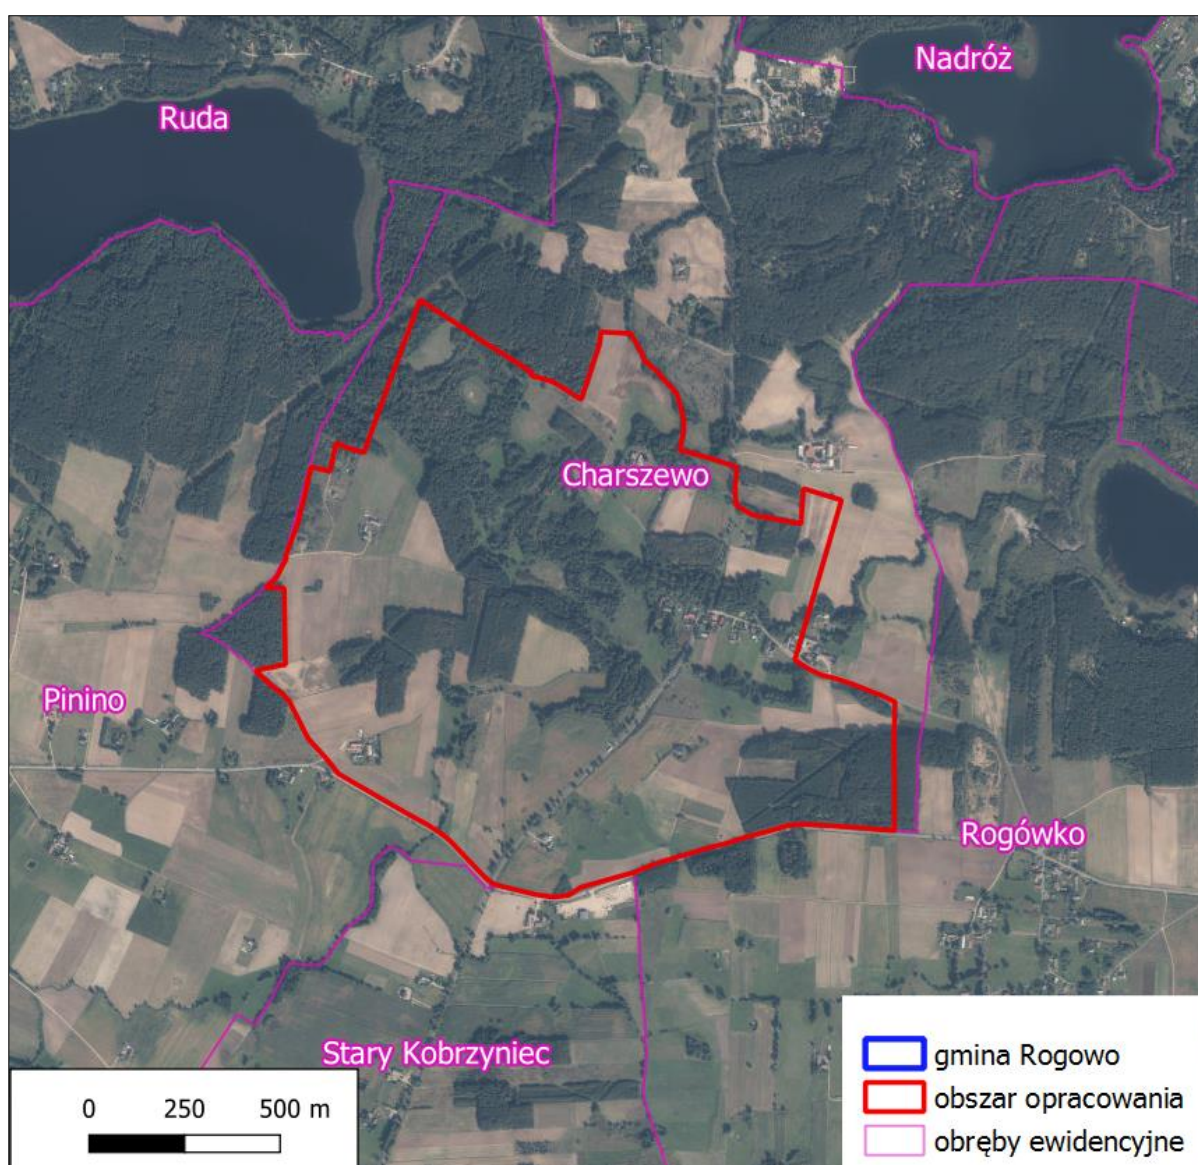 Nadróż
Ruda
Charszewo
Pinino
Rogówko
Stary Kobrzyniec
0 250 500 m
gmina Rogowo
obszar opracowania
obręby ewidencyjne